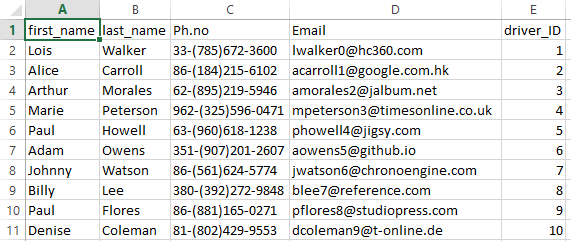 A B C D E
1 first_name last_name Ph.no Email driver_ID
2 Lois Walker 33-(785)672-3600 lwalker0@hc360.com 1
3 Alice Carroll 86-(184)215-6102 acarroll1@google.com.hk 2
4 Arthur Morales 62-(895)219-5946 amorales2@jalbum.net 3
5 Marie Peterson 962-(325)596-0471 mpeterson3@timesonline.co.uk 4
6 Paul Howell 63-(960)618-1238 phowell4@jigsy.com 5
7 Adam Owens 351-(907)201-2607 aowens5@github.io 6
8 Johnny Watson 86-(561)624-5774 jwatson6@chronoengine.com 7
9 Billy Lee 380-(392)272-9848 blee7@reference.com 8
10 Paul Flores 86-(881)165-0271 pflores8@studiopress.com 9
11 Denise Coleman 81-(802)429-9553 dcoleman9@t-online.de 10